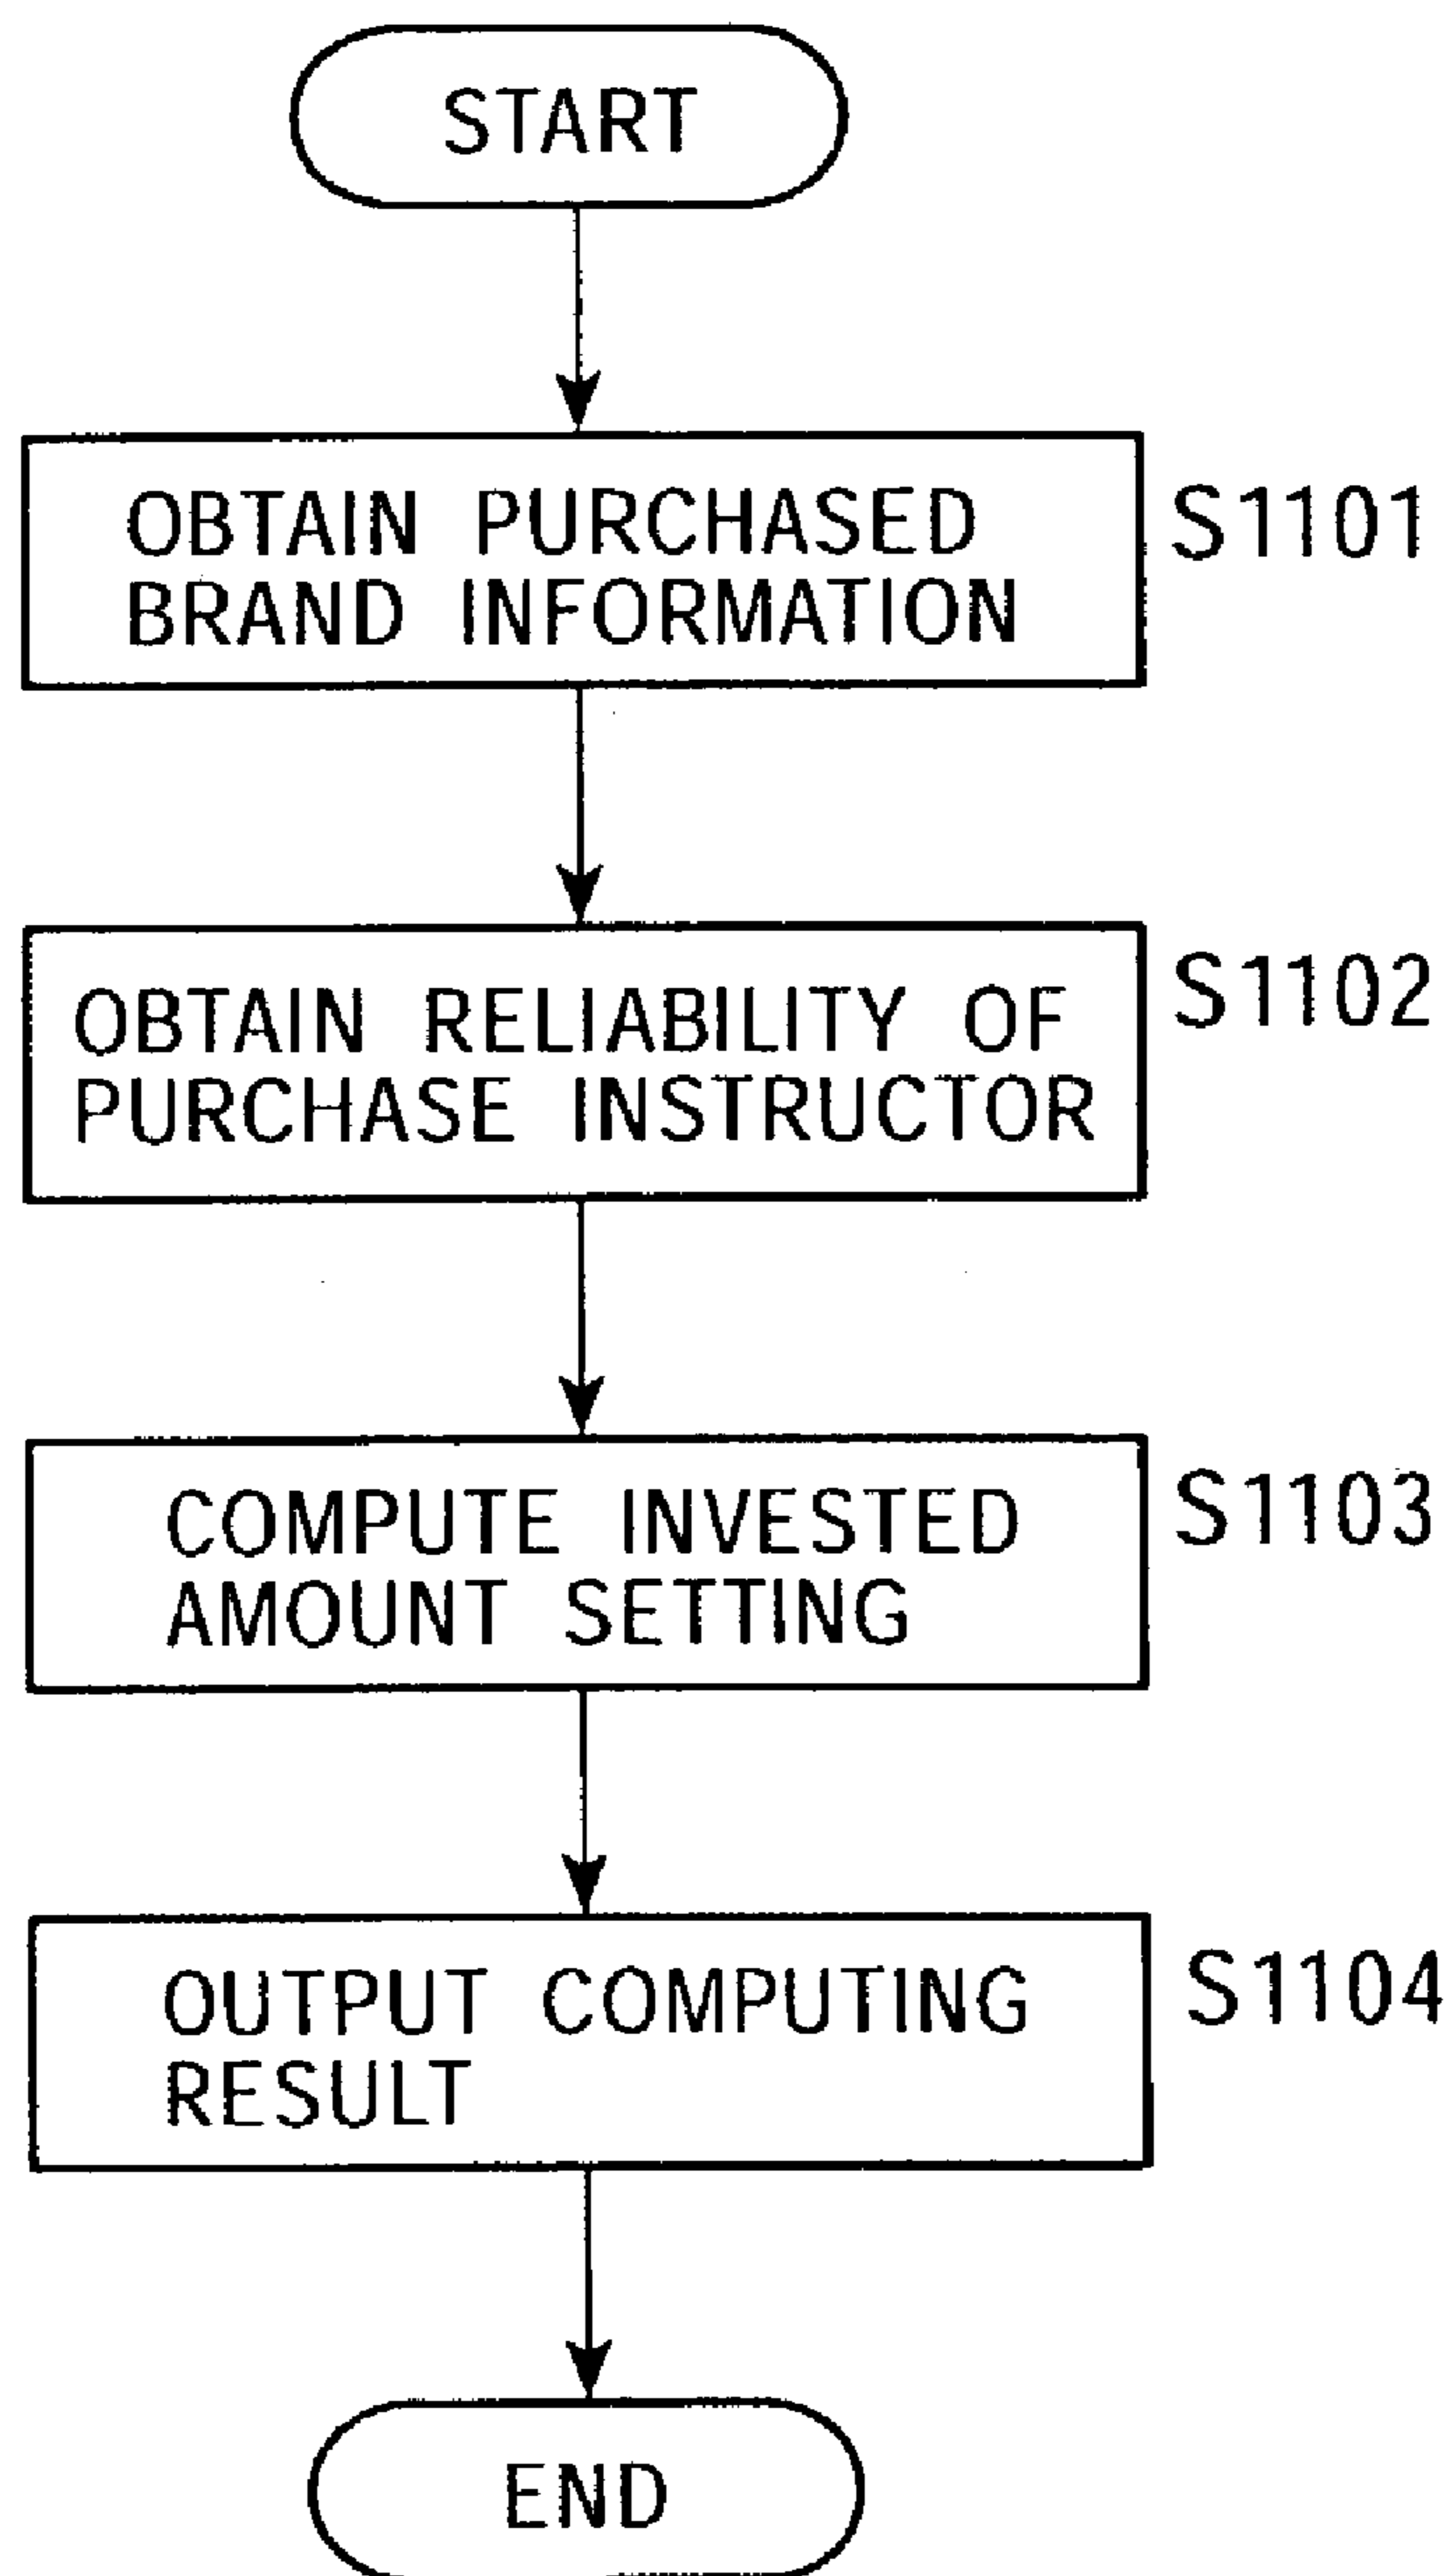 START
OBTAIN PURCHASED
BRAND INFORMATION
S1101
OBTAIN RELIABILITY OF
PURCHASE INSTRUCTOR
S1102
COMPUTE INVESTED
AMOUNT SETTING
S1103
OUTPUT COMPUTING
RESULT
S1104
END